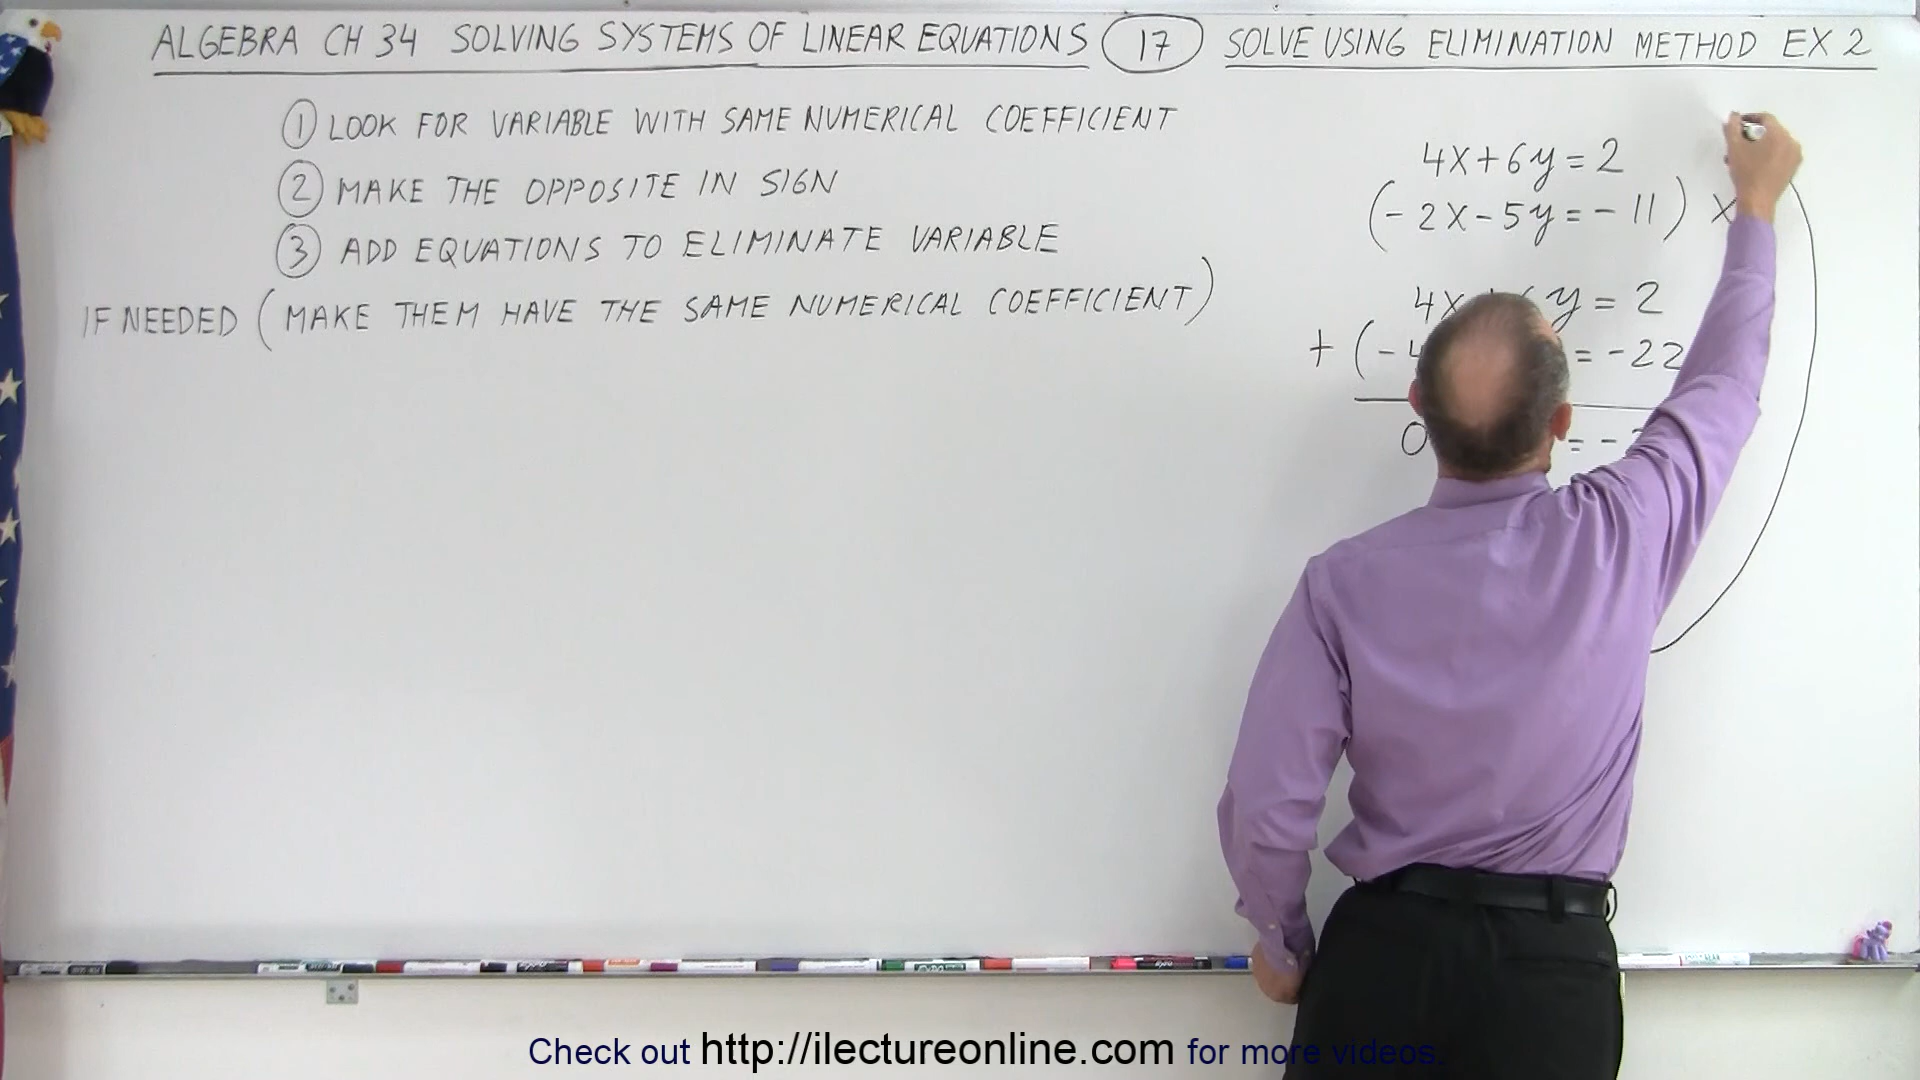 ALGEBRA CH 34 SOLVING SYSTEMS OF LINEAR EQUATIONS 17 SOLVE USING ELIMINATION METHOD EX 2
1 LOOK FOR VARIABLE WITH SAME NUMERICAL COEFFICIENT
2 MAKE THE OPPOSITE IN SIGN
3 ADD EQUATIONS TO ELIMINATE VARIABLE
IF NEEDED (MAKE THEM HAVE THE SAME NUMERICAL COEFFICIENT)
4X+6y=2
(-2X-5y=-11) X
4X y = 2
+ (- = -22
0 = -
Check out http://ilectureonline.com for more videos.